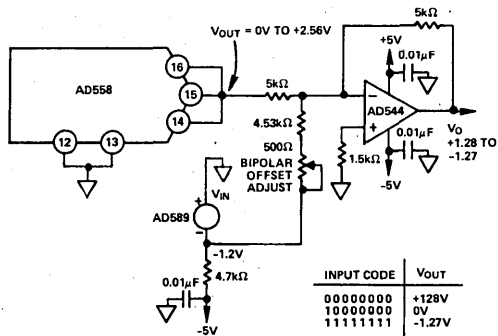 5kΩ
VOUT = 0V TO +2.56V
16
AD558
15
14
12
13
5kΩ
+5V
0.01μF
−
AD544
+
4.53kΩ
500Ω
BIPOLAR
OFFSET
ADJUST
1.5kΩ
0.01μF
-5V
VO
+1.28 TO
-1.27
VIN
+
AD589
−
-1.2V
0.01μF
4.7kΩ
-5V
INPUT CODE VOUT
00000000 +128V
10000000 0V
11111111 -1.27V